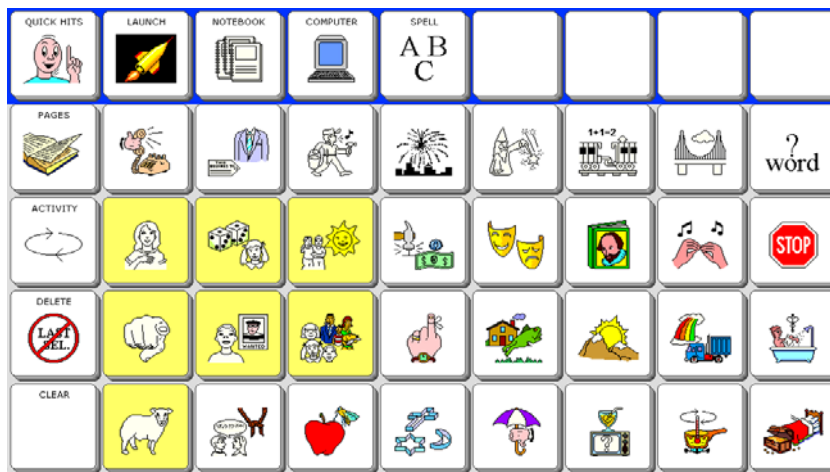 QUICK HITS
LAUNCH
NOTEBOOK
COMPUTER
SPELL
A B
C
PAGES
1+1=2
?
word
ACTIVITY
STOP
DELETE
LAST
SEL.
WANTED
?
CLEAR